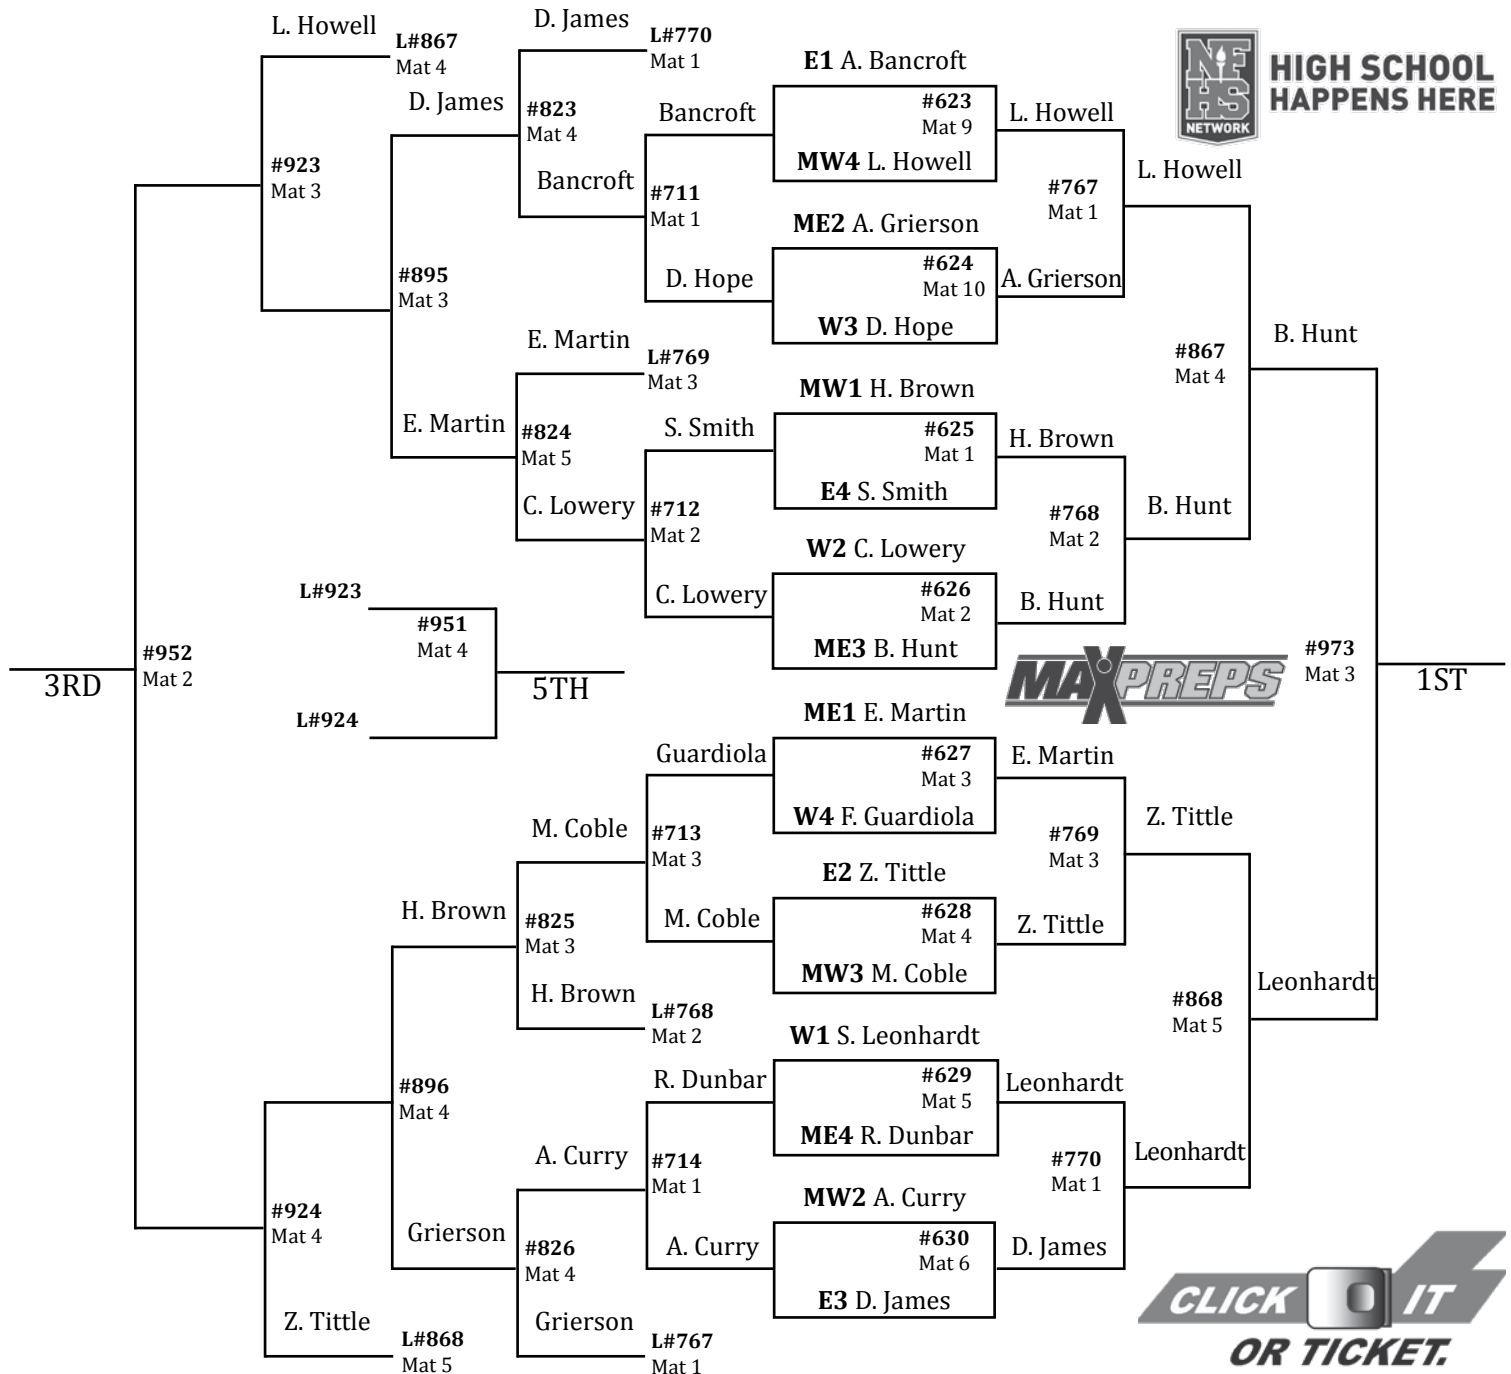 L. Howell
L#867
Mat 4
D. James
L#770
Mat 1
E1 A. Bancroft
NFHS
NETWORK
HIGH SCHOOL
HAPPENS HERE
D. James
#823
Mat 4
Bancroft
#623
Mat 9
L. Howell
MW4 L. Howell
#923
Mat 3
Bancroft
#711
Mat 1
#767
Mat 1
L. Howell
ME2 A. Grierson
#895
Mat 3
D. Hope
#624
Mat 10
A. Grierson
W3 D. Hope
E. Martin
L#769
Mat 3
#867
Mat 4
B. Hunt
MW1 H. Brown
E. Martin
#824
Mat 5
S. Smith
#625
Mat 1
H. Brown
E4 S. Smith
C. Lowery
#712
Mat 2
#768
Mat 2
B. Hunt
W2 C. Lowery
L#923
C. Lowery
#626
Mat 2
B. Hunt
#951
Mat 4
ME3 B. Hunt
#952
Mat 2
3RD
5TH
MAXPREPS
#973
Mat 3
1ST
L#924
ME1 E. Martin
Guardiola
#627
Mat 3
E. Martin
W4 F. Guardiola
M. Coble
#713
Mat 3
#769
Mat 3
Z. Tittle
E2 Z. Tittle
H. Brown
#825
Mat 3
M. Coble
#628
Mat 4
Z. Tittle
MW3 M. Coble
H. Brown
L#768
Mat 2
#868
Mat 5
Leonhardt
W1 S. Leonhardt
#896
Mat 4
R. Dunbar
#629
Mat 5
Leonhardt
ME4 R. Dunbar
A. Curry
#714
Mat 1
#770
Mat 1
Leonhardt
MW2 A. Curry
#924
Mat 4
Grierson
#826
Mat 4
A. Curry
#630
Mat 6
D. James
E3 D. James
Z. Tittle
L#868
Mat 5
Grierson
L#767
Mat 1
CLICK IT
OR TICKET.